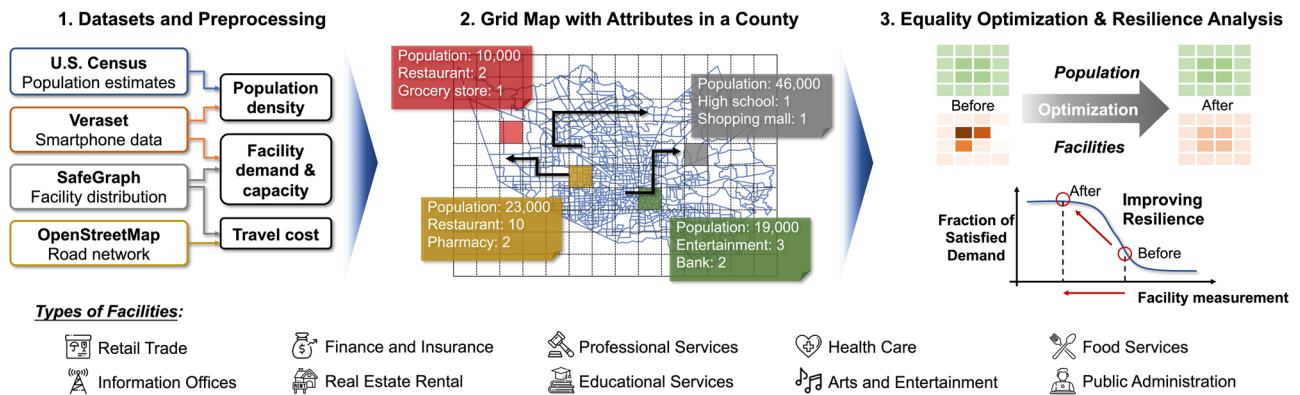 1. Datasets and Preprocessing
U.S. Census
Population estimates
Veraset
Smartphone data
SafeGraph
Facility distribution
OpenStreetMap
Road network
Population
density
Facility
demand &
capacity
Travel cost
2. Grid Map with Attributes in a County
Population: 10,000
Restaurant: 2
Grocery store: 1
Population: 46,000
High school: 1
Shopping mall: 1
Population: 23,000
Restaurant: 10
Pharmacy: 2
Population: 19,000
Entertainment: 3
Bank: 2
3. Equality Optimization & Resilience Analysis
Before
Population
Optimization
Facilities
After
Fraction of
Satisfied
Demand
After
Improving
Resilience
Before
Facility measurement
Types of Facilities:
Retail Trade
Finance and Insurance
Professional Services
Health Care
Food Services
Information Offices
RENT
Real Estate Rental
Educational Services
Arts and Entertainment
Public Administration